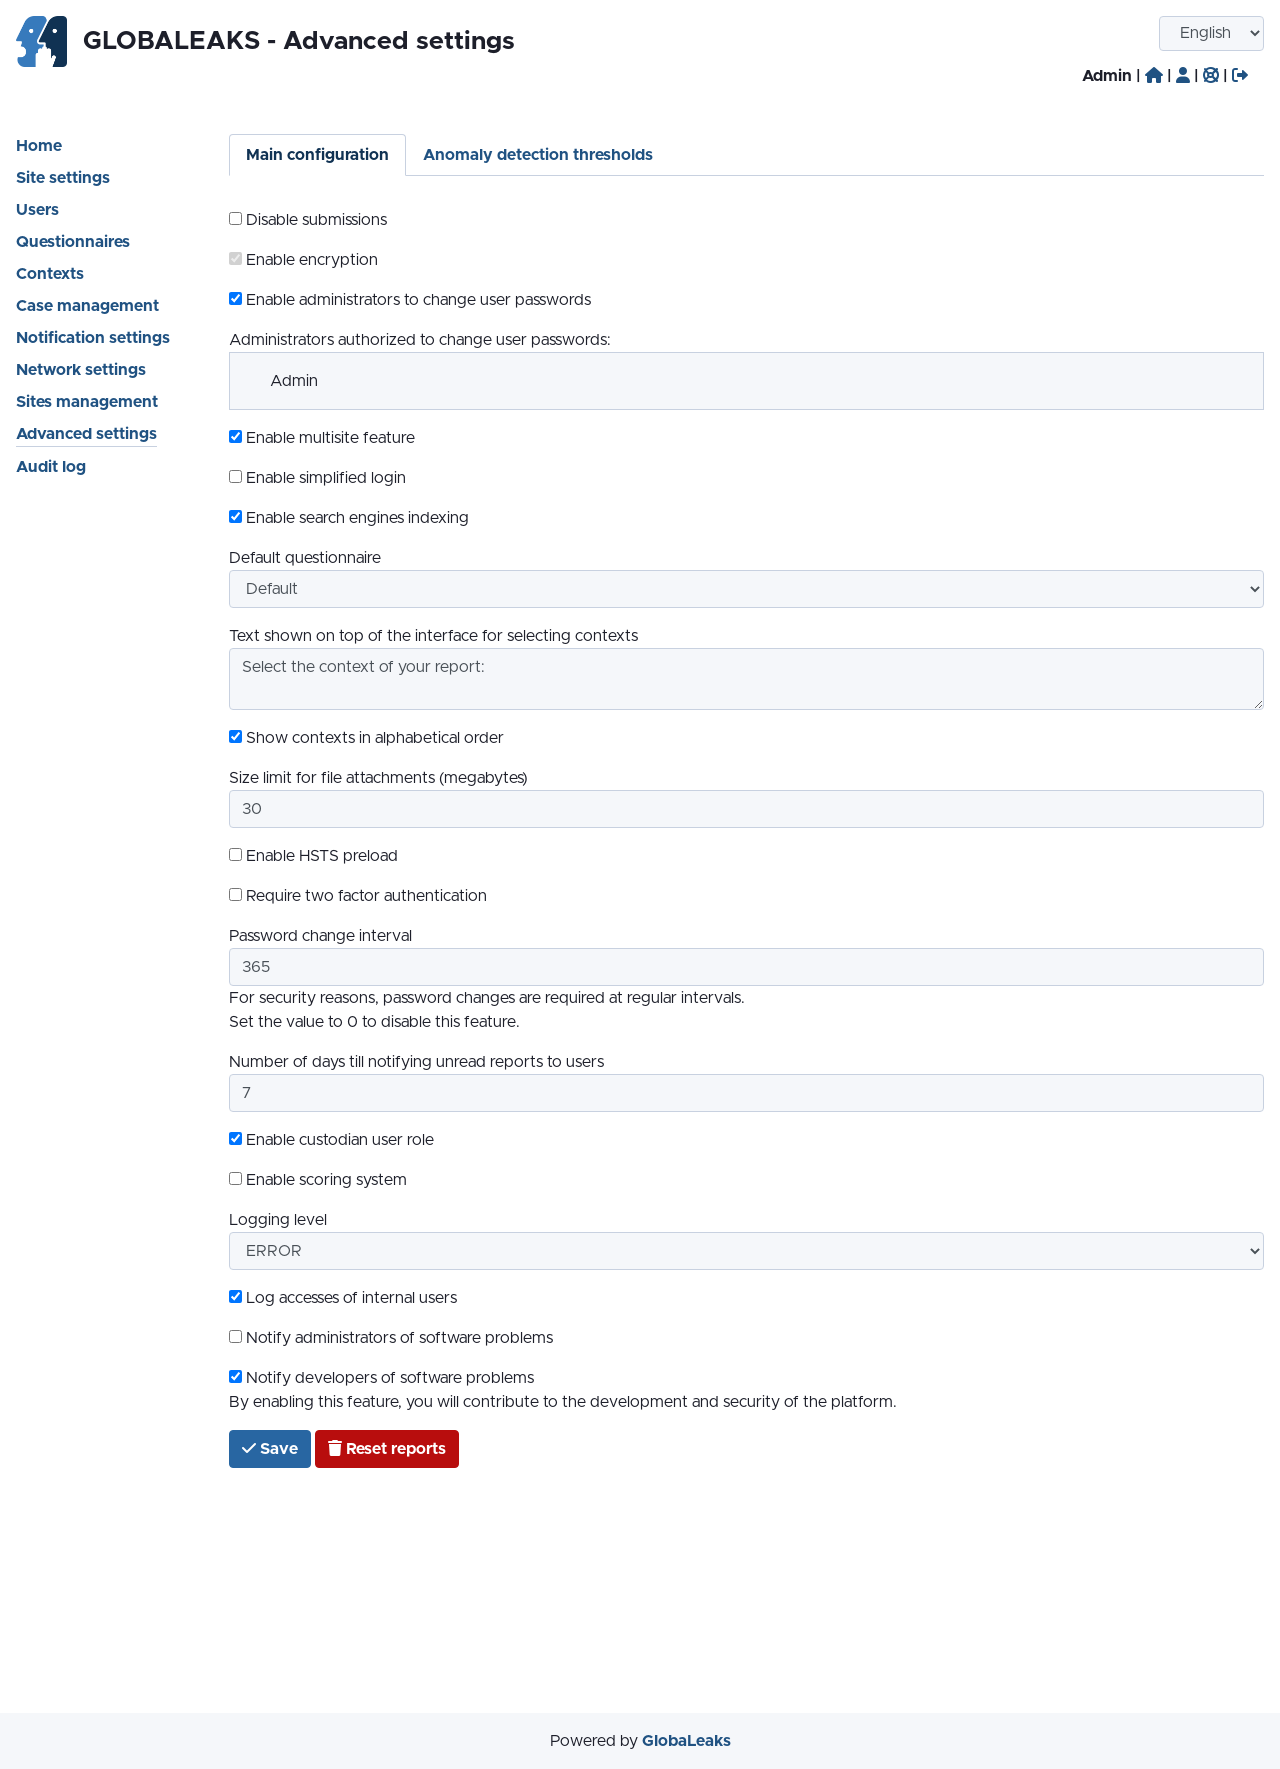 GLOBALEAKS - Advanced settings
English
Admin | | | |
Home
Site settings
Users
Questionnaires
Contexts
Case management
Notification settings
Network settings
Sites management
Advanced settings
Audit log
Main configuration
Anomaly detection thresholds
Disable submissions
Enable encryption
Enable administrators to change user passwords
Administrators authorized to change user passwords:
Admin
Enable multisite feature
Enable simplified login
Enable search engines indexing
Default questionnaire
Default
Text shown on top of the interface for selecting contexts
Select the context of your report:
Show contexts in alphabetical order
Size limit for file attachments (megabytes)
30
Enable HSTS preload
Require two factor authentication
Password change interval
365
For security reasons, password changes are required at regular intervals.
Set the value to 0 to disable this feature.
Number of days till notifying unread reports to users
7
Enable custodian user role
Enable scoring system
Logging level
ERROR
Log accesses of internal users
Notify administrators of software problems
Notify developers of software problems
By enabling this feature, you will contribute to the development and security of the platform.
Save
Reset reports
Powered by GlobaLeaks